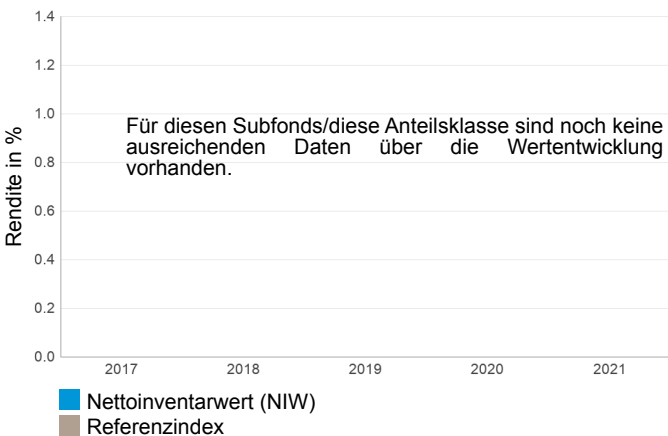 1.4
1.2
1.0
Für diesen Subfonds/diese Anteilsklasse sind noch keine
ausreichenden Daten über die Wertentwicklung
vorhanden.
0.8
0.6
0.4
0.2
0.0
Rendite in %
2017 2018 2019 2020 2021
Nettoinventarwert (NIW)
Referenzindex